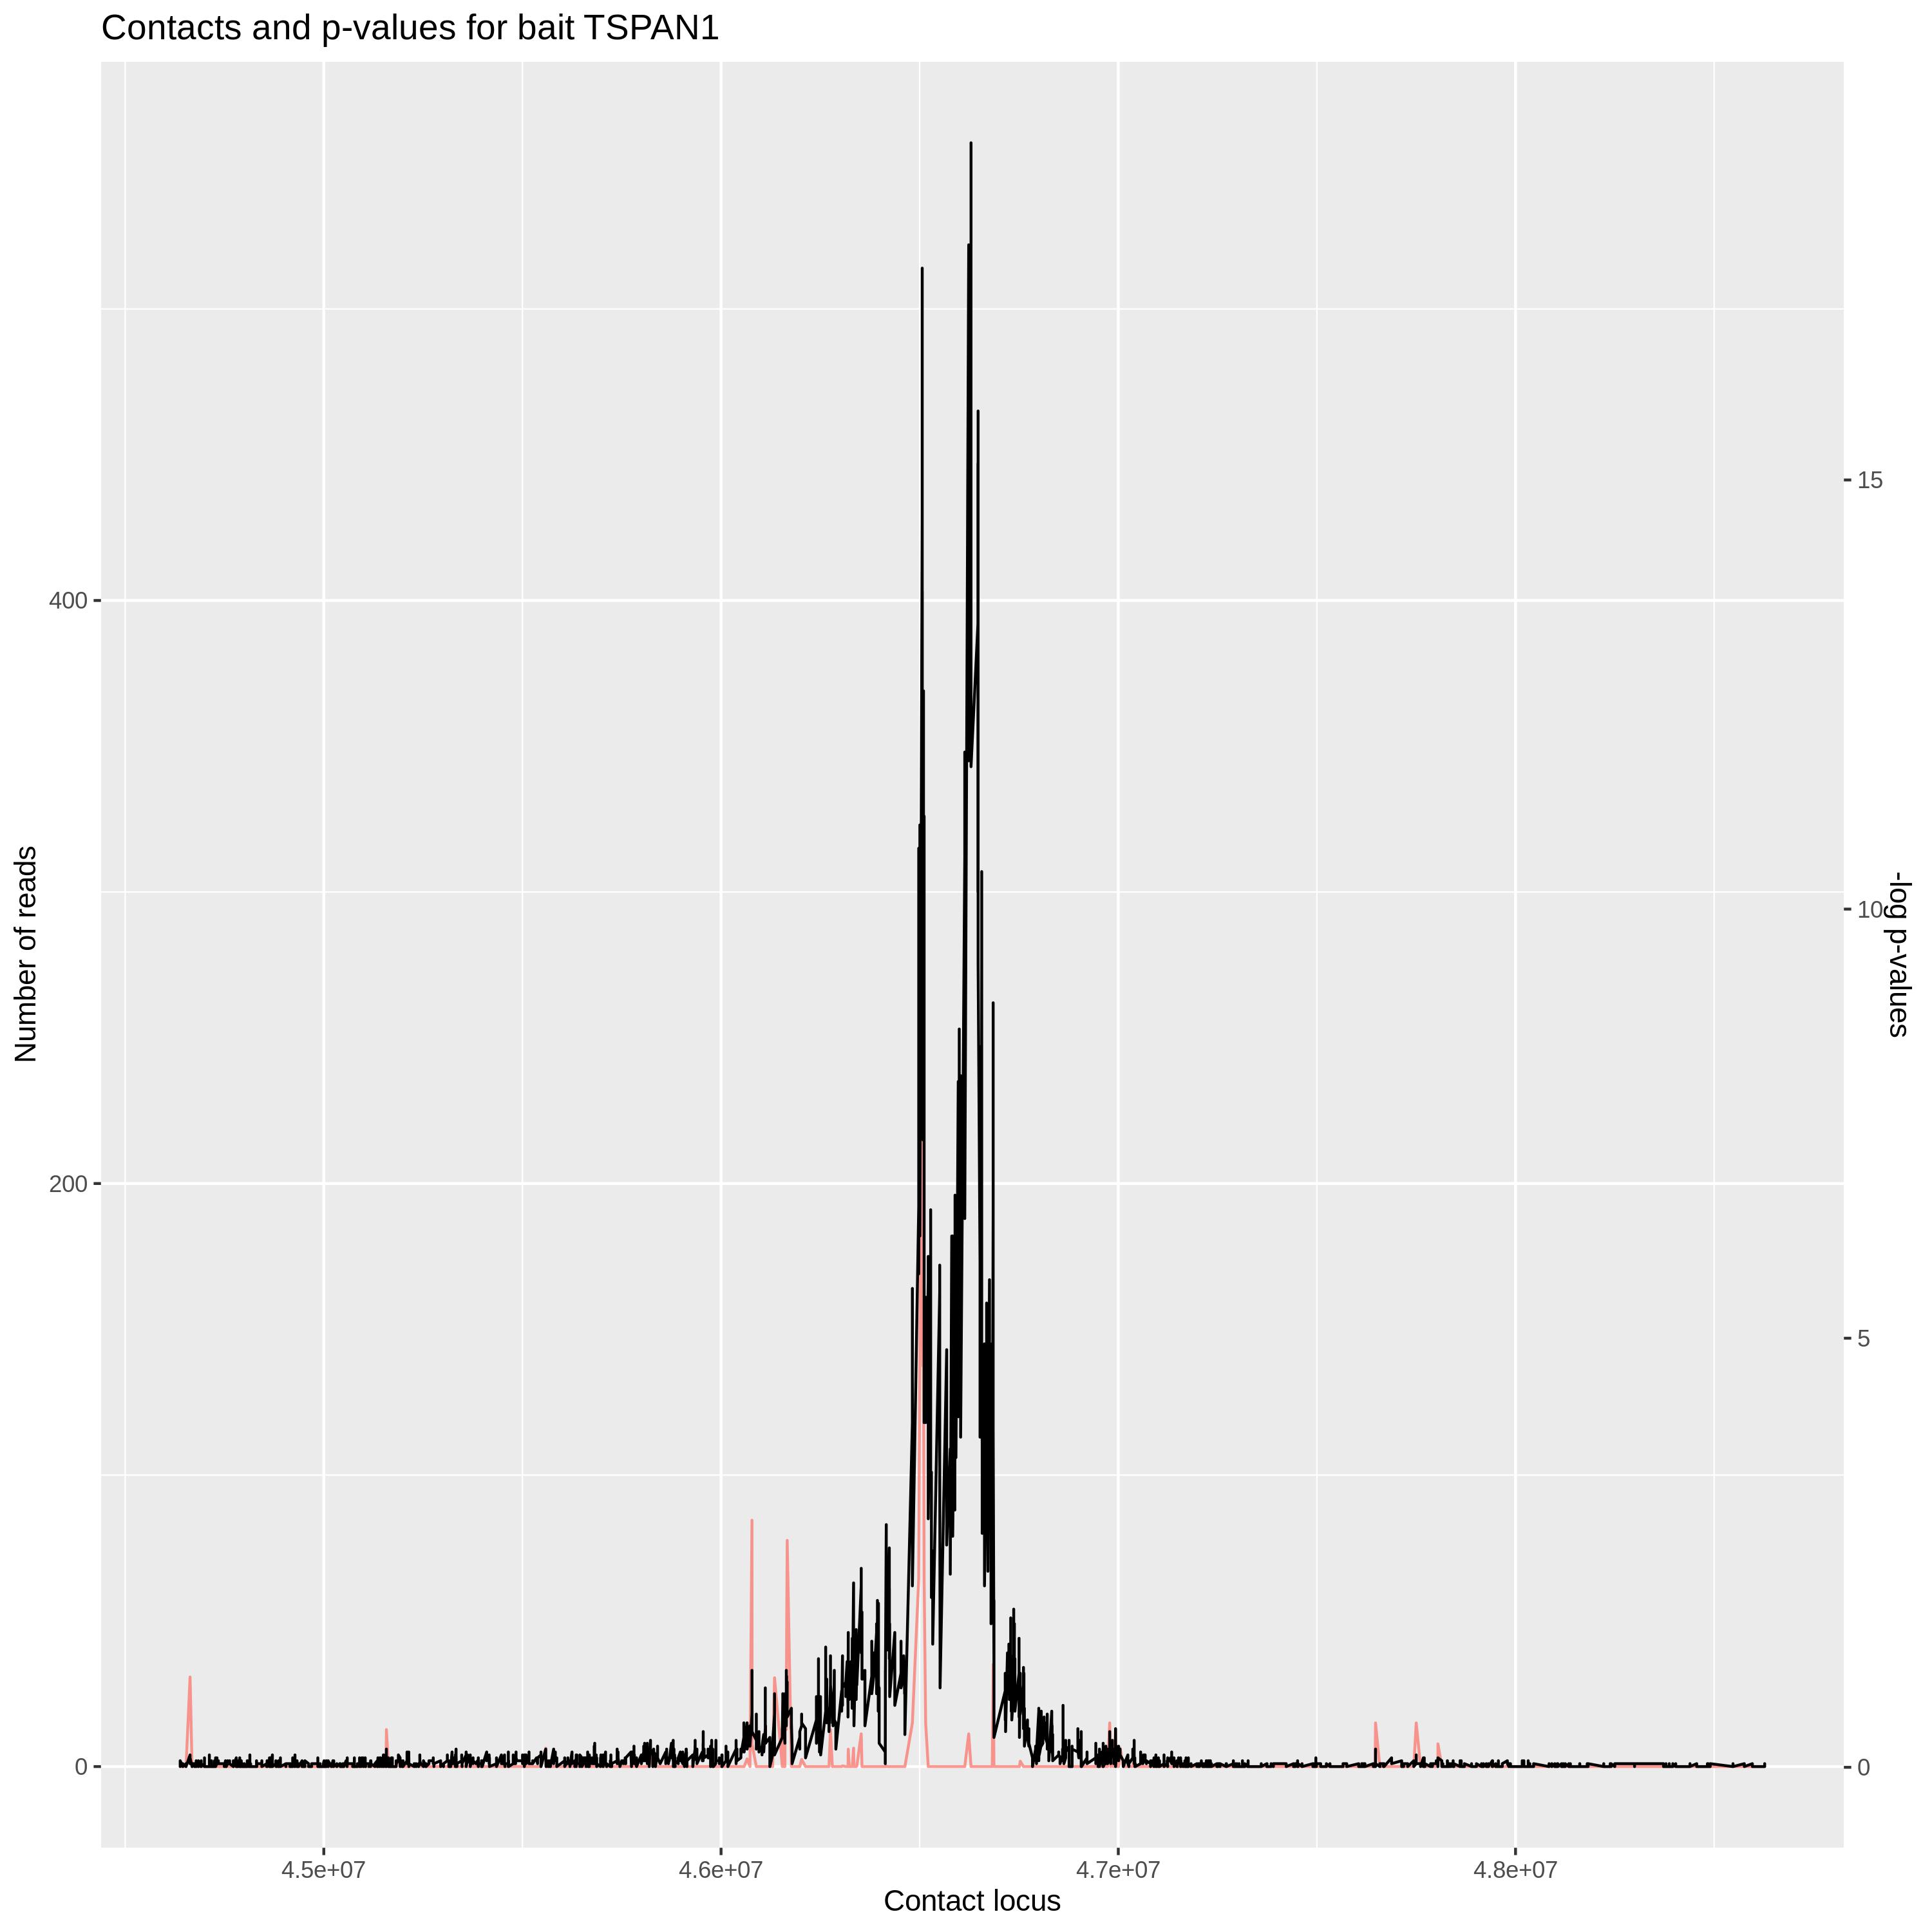 Contacts and p-values for bait TSPAN1
Number of reads
400
200
0
15
10
5
0
-log p-values
4.5e+07
4.6e+07
4.7e+07
4.8e+07
Contact locus